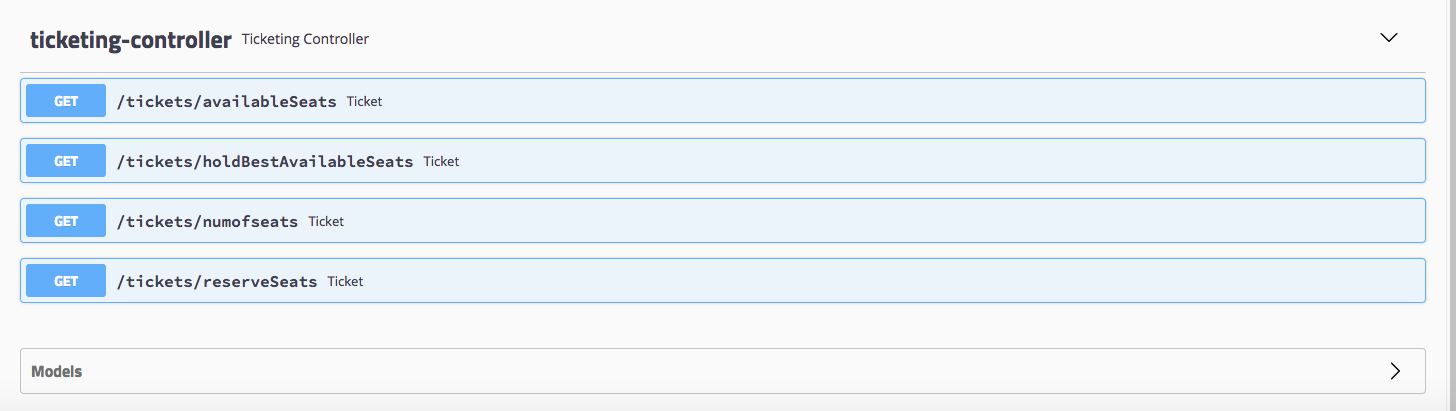 ticketing-controller Ticketing Controller
GET /tickets/availableSeats Ticket
GET /tickets/holdBestAvailableSeats Ticket
GET /tickets/numofseats Ticket
GET /tickets/reserveSeats Ticket
Models